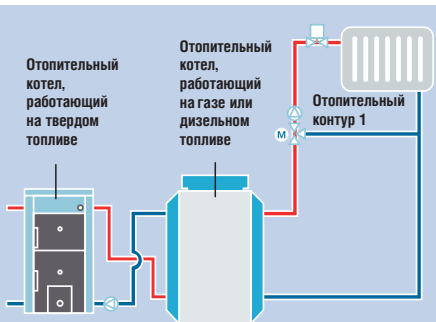 Отопительный
котел,
работающий
на твердом
топливе
Отопительный
котел,
работающий
на газе или
дизельном
топливе
Отопительный
контур 1
M